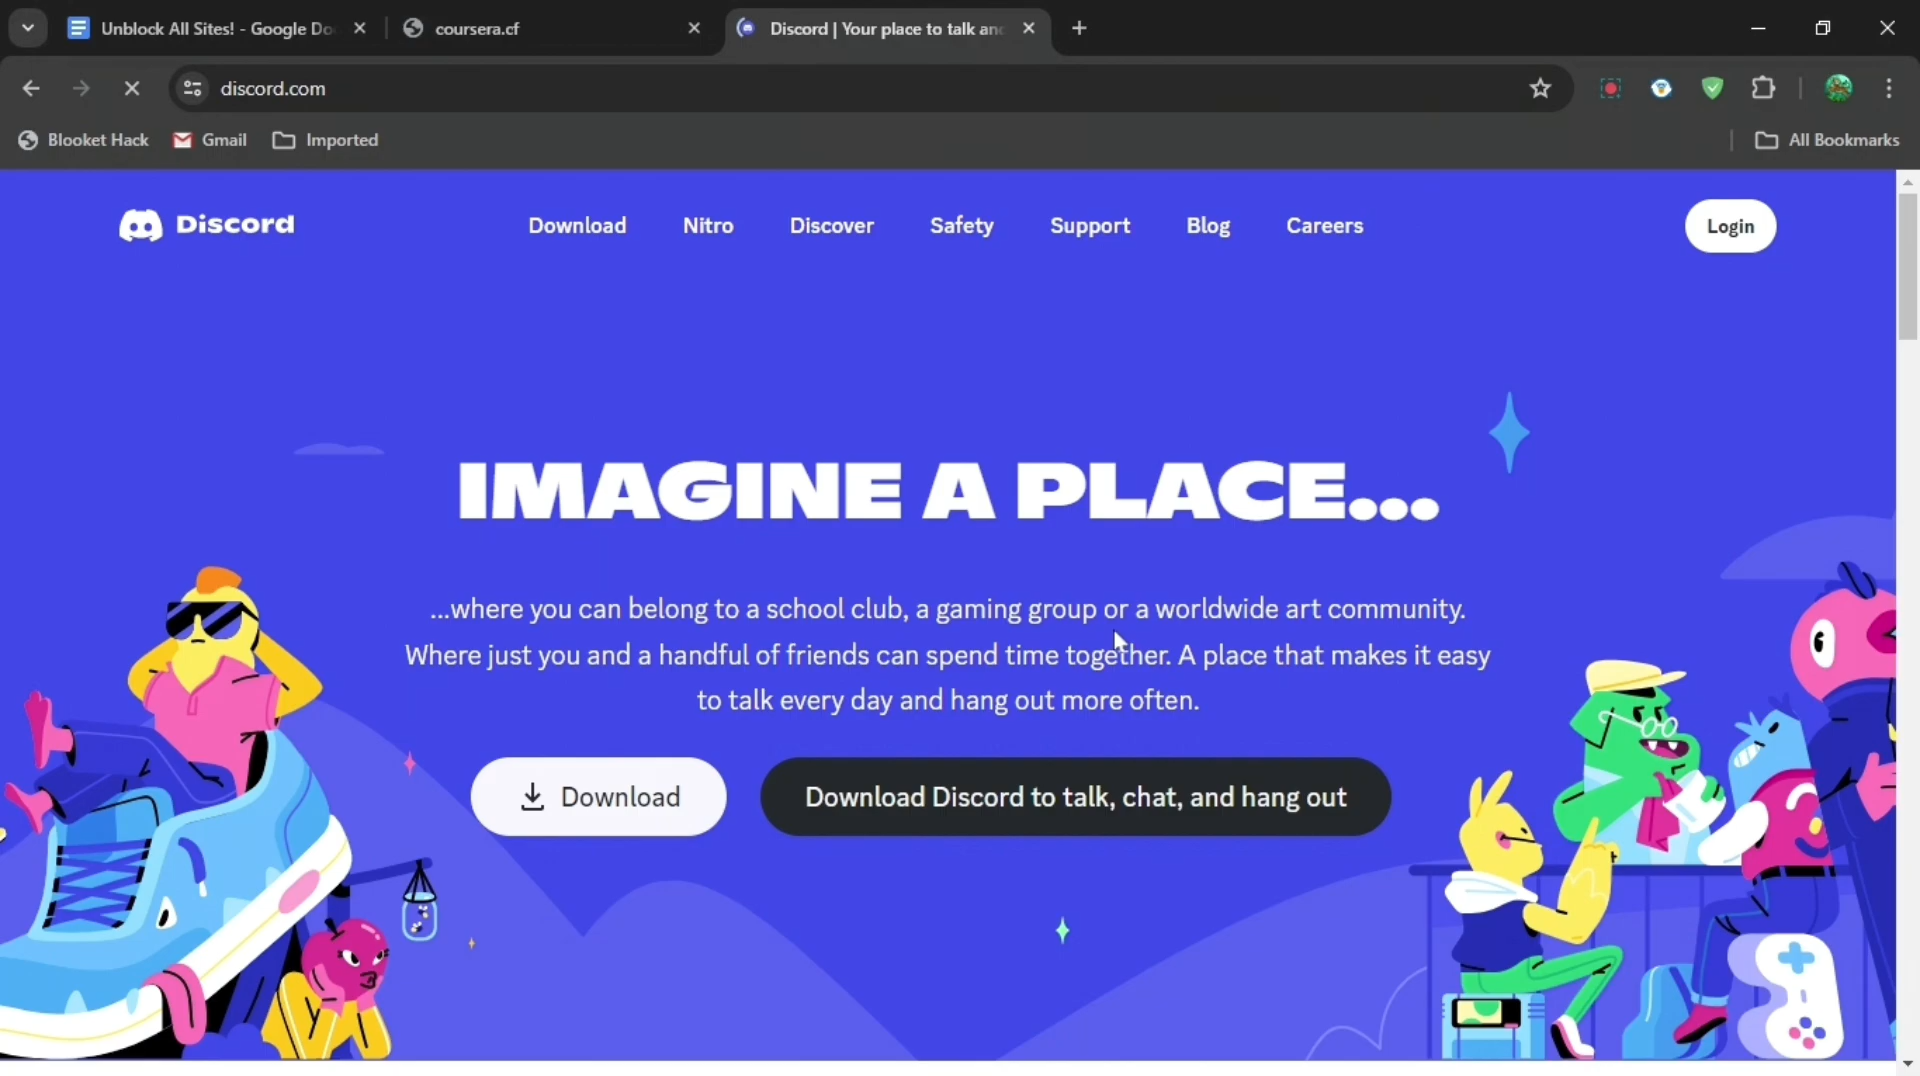 Unblock All Sites! - Google Do
coursera.cf
Discord | Your place to talk an
discord.com
Blooket Hack
Gmail
Imported
All Bookmarks
Discord
Download
Nitro
Discover
Safety
Support
Blog
Careers
Login
IMAGINE A PLACE...
...where you can belong to a school club, a gaming group or a worldwide art community.
Where just you and a handful of friends can spend time together. A place that makes it easy
to talk every day and hang out more often.
Download
Download Discord to talk, chat, and hang out